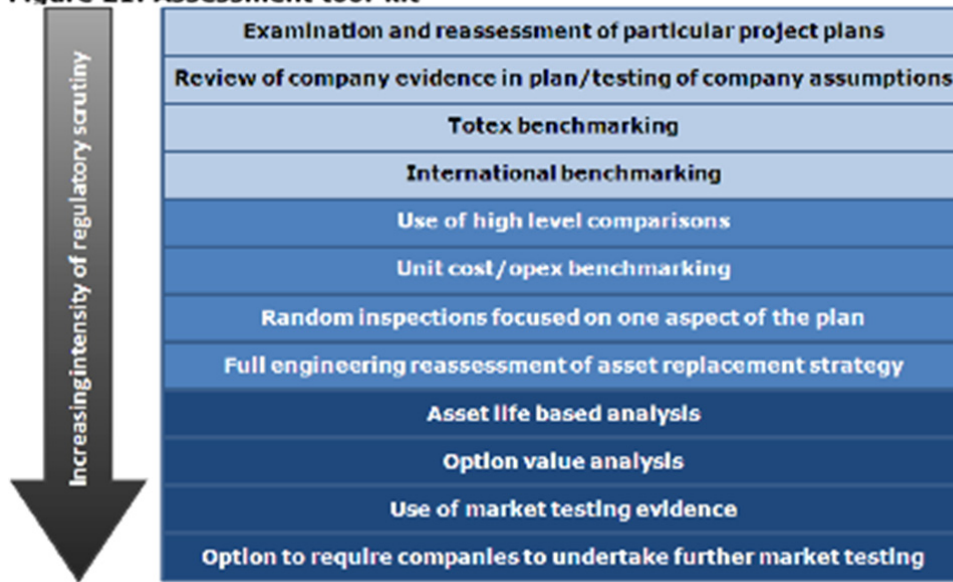 Figure 21: Assessment tool kit
Increasingintensity of regulatory scrutiny
Examination and reassessment of particular project plans
Review of company evidence in plan/testing of company assumptions
Totex benchmarking
International benchmarking
Use of high level comparisons
Unit cost/opex benchmarking
Random inspections focused on one aspect of the plan
Full engineering reassessment of asset replacement strategy
Asset life based analysis
Option value analysis
Use of market testing evidence
Option to require companies to undertake further market testing